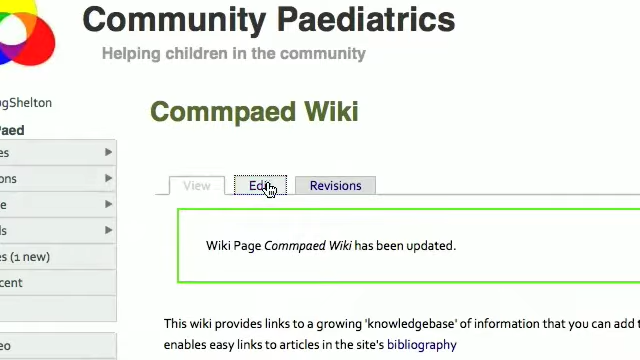 Community Paediatrics
Helping children in the community
gShelton
Commpaed Wiki
aed
es
View
Revisions
ons
e
ls
Wiki Page Commpaed Wiki has been updated.
es (1 new)
cent
This wiki provides links to a growing 'knowledgebase' of information that you can add t
eo
enables easy links to articles in the site's bibliography